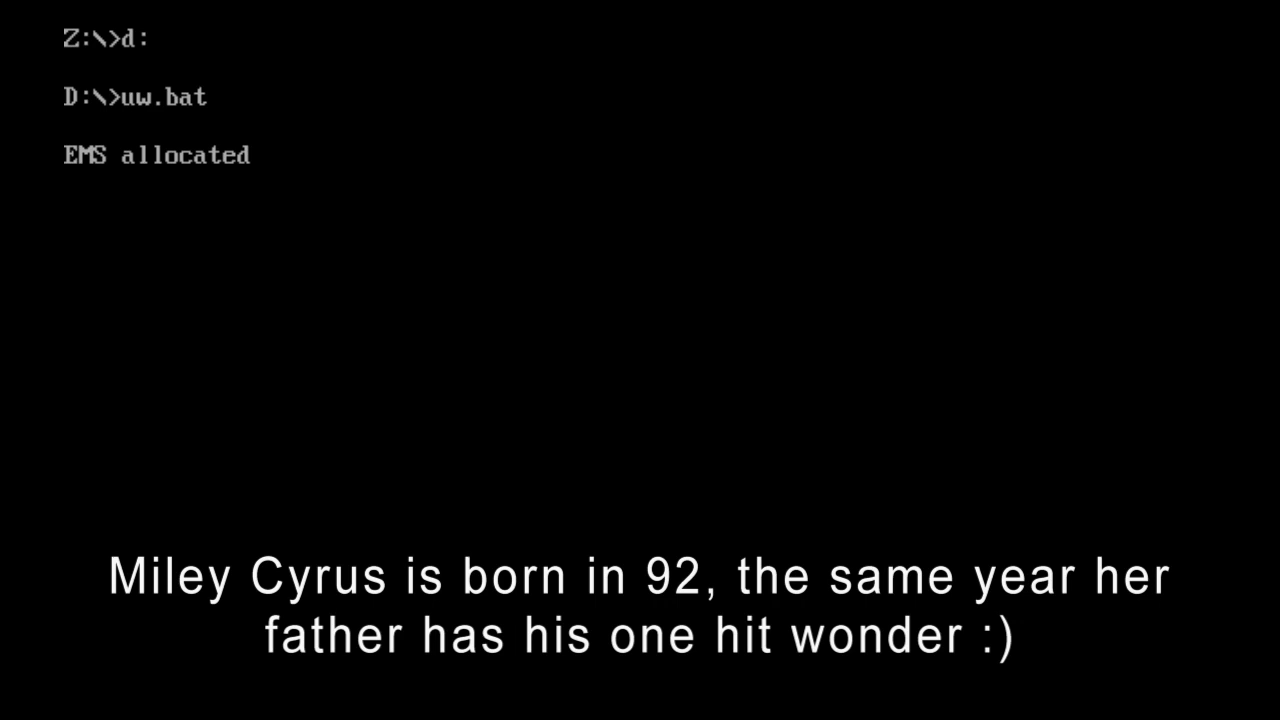 Z:\>d:
D:\>uw.bat
EMS allocated
Miley Cyrus is born in 92, the same year her
father has his one hit wonder :)